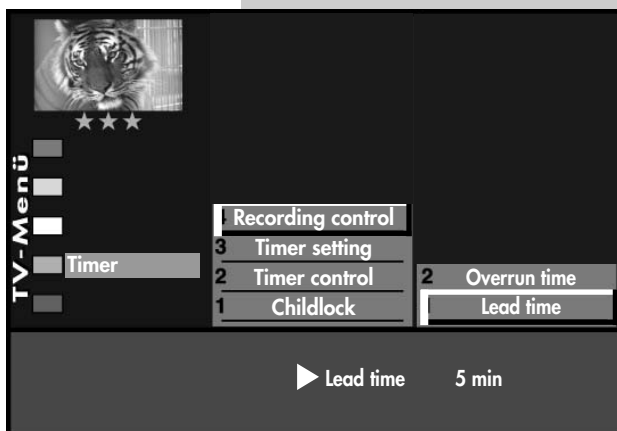 TV-Menü
Timer
Recording control
3 Timer setting
2 Timer control
1 Childlock
2 Overrun time
Lead time
Lead time 5 min